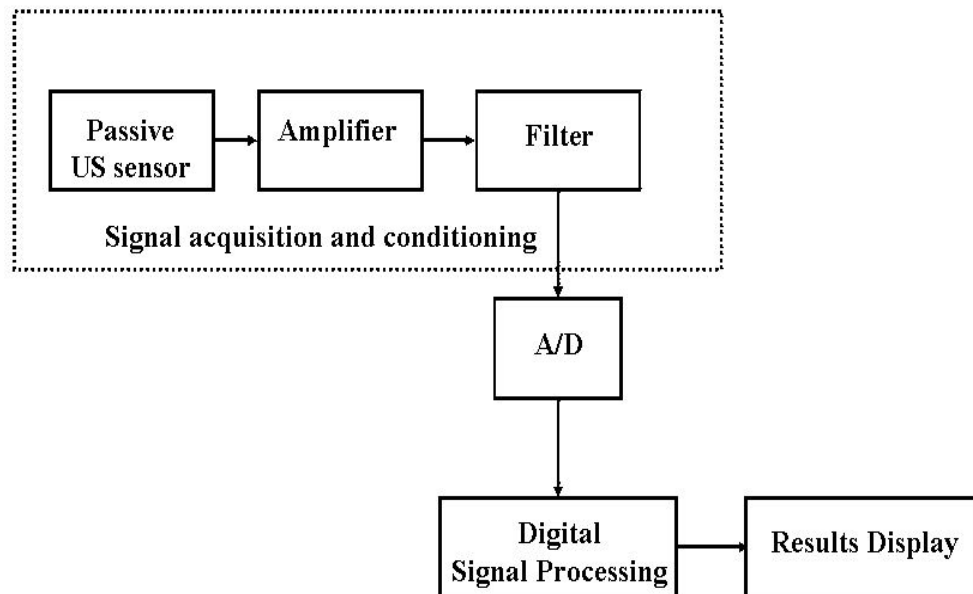 Passive
US sensor
Amplifier
Filter
Signal acquisition and conditioning
A/D
Digital
Signal Processing
Results Display